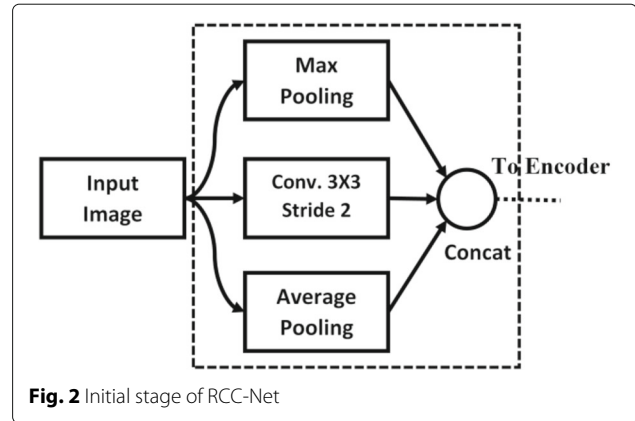 Max
Pooling
Input
Image
Conv. 3X3
Stride 2
Average
Pooling
To Encoder
Concat
Fig. 2 Initial stage of RCC-Net